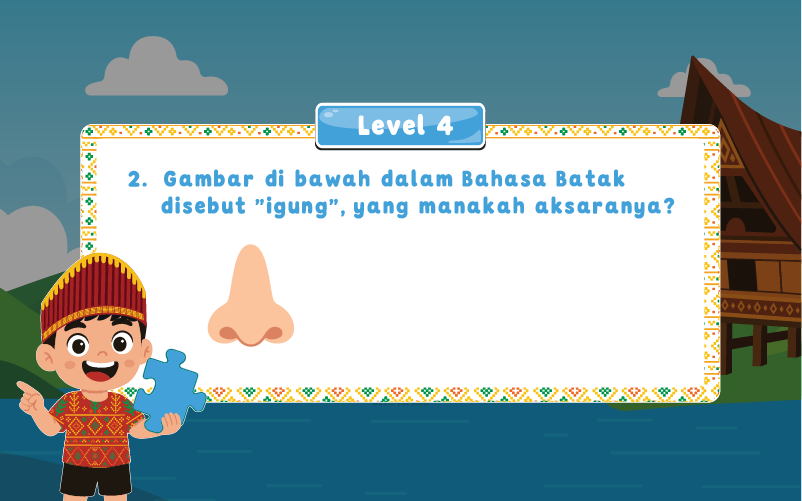 Level 4
2. Gambar di bawah dalam Bahasa Batak
disebut "igung", yang manakah aksaranya?